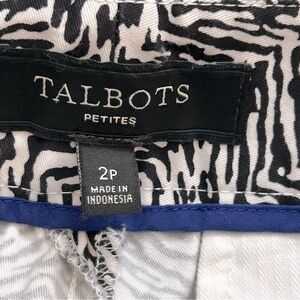 TALBOTS
PETITES
2P
MADE IN
INDONESIA